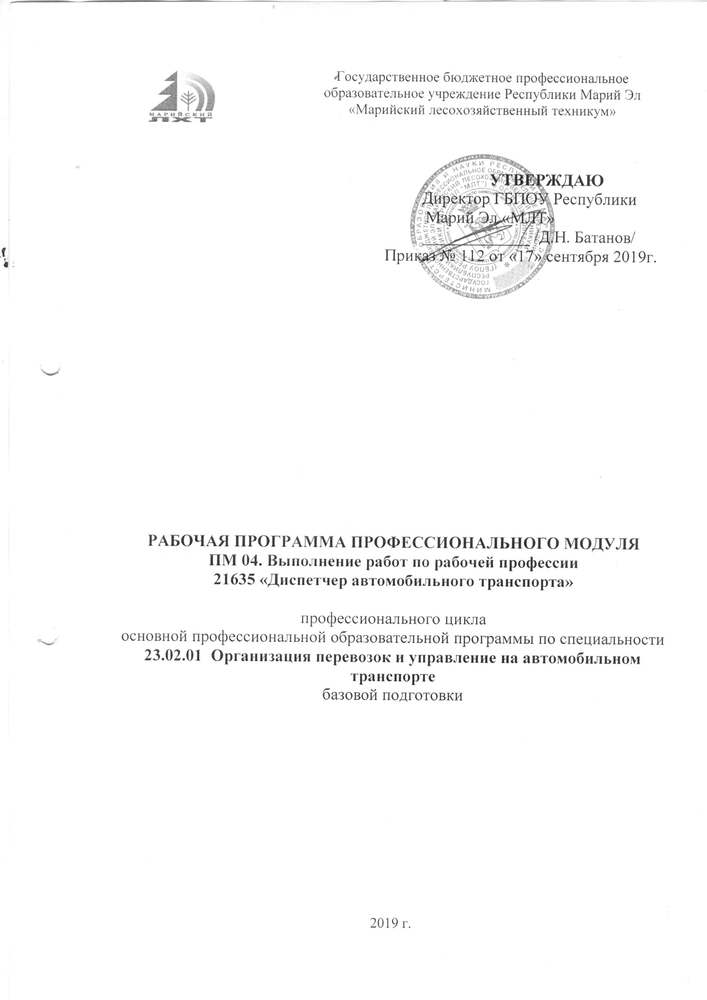 МАРИЙСКИЙ
ЛХТ
Государственное бюджетное профессиональное
образовательное учреждение Республики Марий Эл
«Марийский лесохозяйственный техникум»
УТВЕРЖДАЮ
Директор ГБПОУ Республики
Марий Эл «МЛТ»
/Д.Н. Батанов/
Приказ № 112 от «17» сентября 2019г.
РАБОЧАЯ ПРОГРАММА ПРОФЕССИОНАЛЬНОГО МОДУЛЯ
ПМ 04. Выполнение работ по рабочей профессии
21635 «Диспетчер автомобильного транспорта»
профессионального цикла
основной профессиональной образовательной программы по специальности
23.02.01 Организация перевозок и управление на автомобильном
транспорте
базовой подготовки
2019 г.